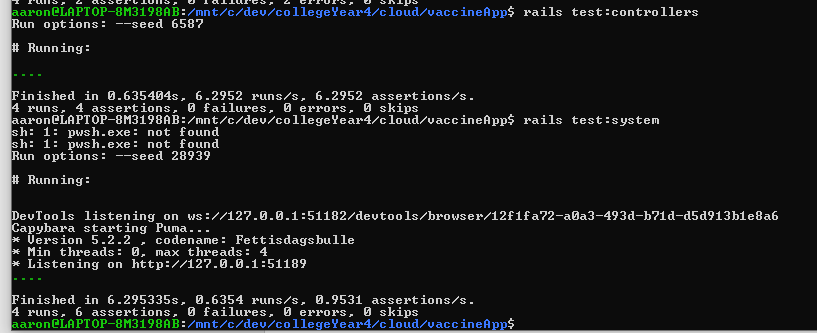 4 runs, 2 assertions, 0 failures, 2 errors, 0 skips
aaron@LAPTOP-8M3198AB:/mnt/c/dev/collegeYear4/cloud/vaccineApp$ rails test:controllers
Run options: --seed 6587
# Running:
....
Finished in 0.635404s, 6.2952 runs/s, 6.2952 assertions/s.
4 runs, 4 assertions, 0 failures, 0 errors, 0 skips
aaron@LAPTOP-8M3198AB:/mnt/c/dev/collegeYear4/cloud/vaccineApp$ rails test:system
sh: 1: pwsh.exe: not found
sh: 1: pwsh.exe: not found
Run options: --seed 28939
# Running:
DevTools listening on ws://127.0.0.1:51182/devtools/browser/12f1fa72-a0a3-493d-b71d-d5d913b1e8a6
Capybara starting Puma...
* Version 5.2.2 , codename: Fettisdagsbulle
* Min threads: 0, max threads: 4
* Listening on http://127.0.0.1:51189
....
Finished in 6.295335s, 0.6354 runs/s, 0.9531 assertions/s.
4 runs, 6 assertions, 0 failures, 0 errors, 0 skips
aaron@LAPTOP-8M3198AB:/mnt/c/dev/collegeYear4/cloud/vaccineApp$